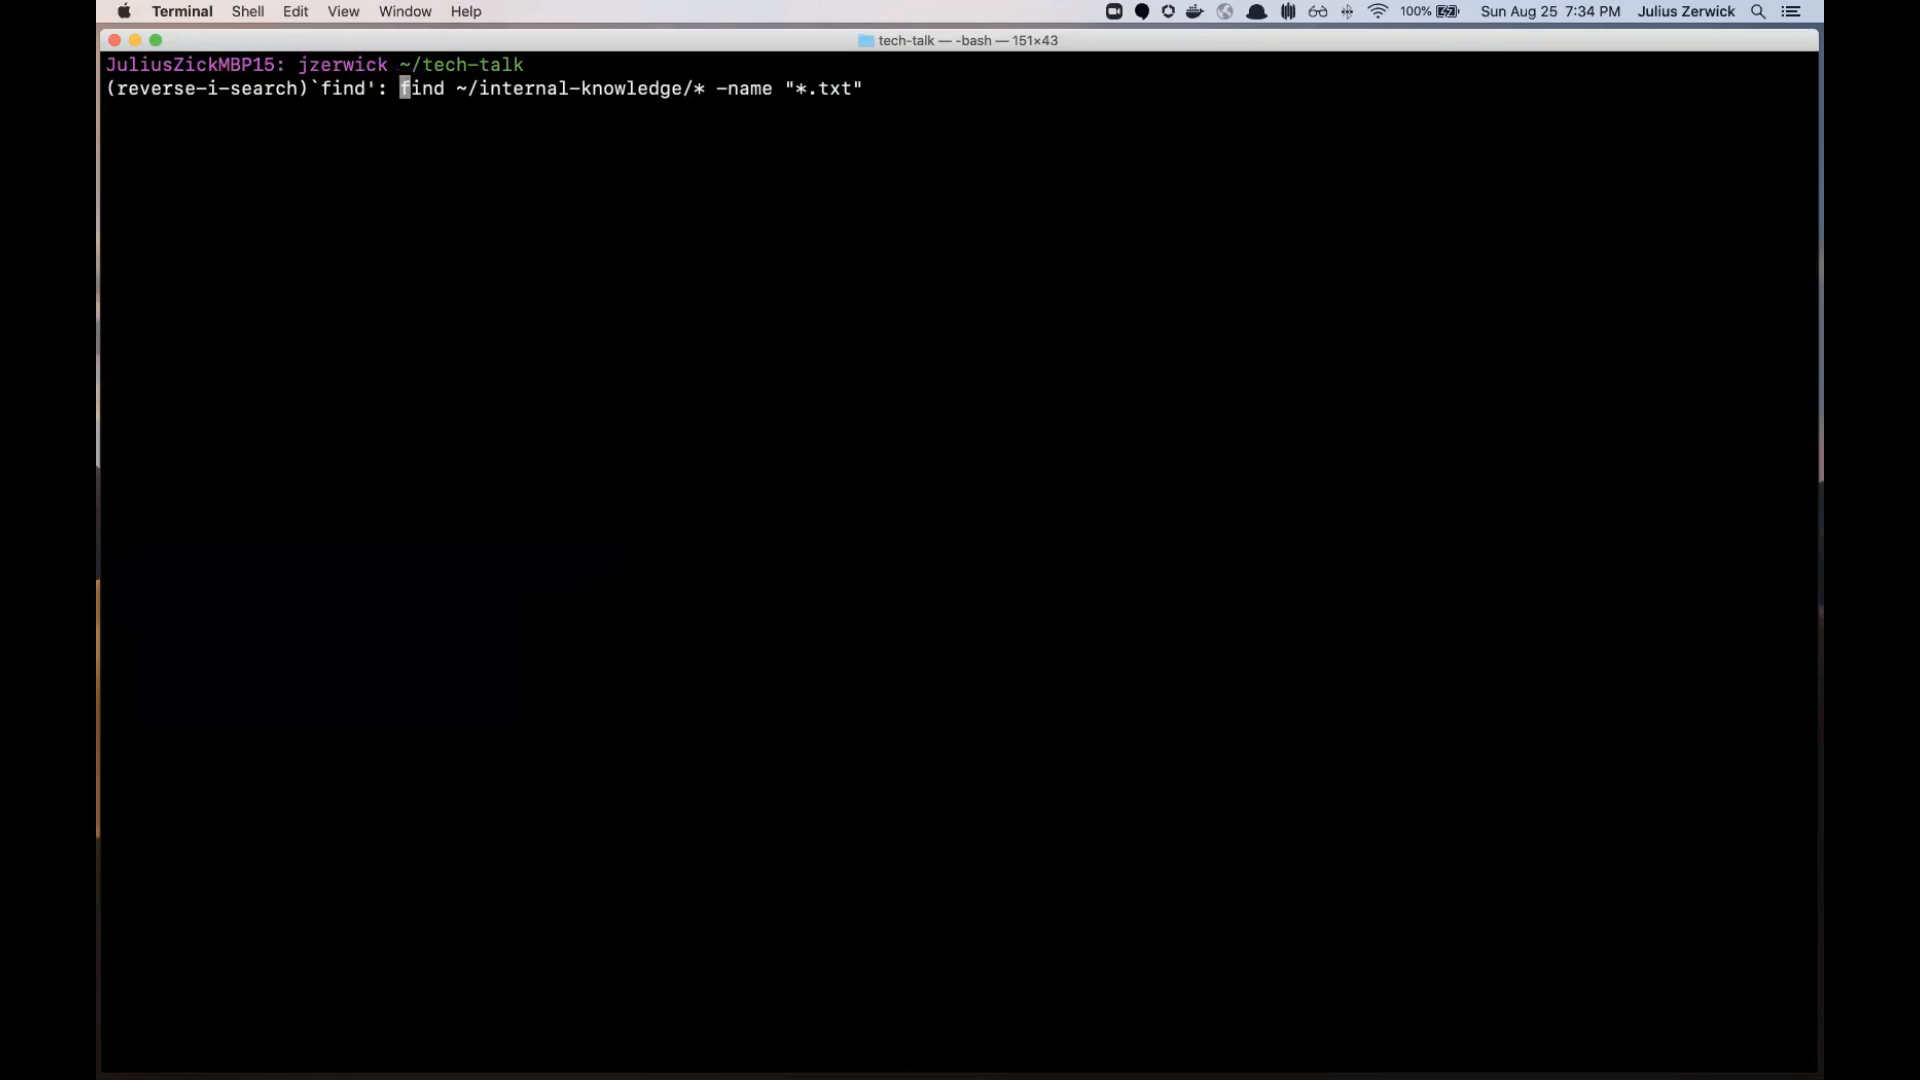 Terminal Shell Edit View Window Help 100% Sun Aug 25 7:34 PM Julius Zerwick
tech-talk — -bash — 151×43
JuliusZickMBP15: jzerwick ~/tech-talk
(reverse-i-search)`find': find ~/internal-knowledge/* -name "*.txt"